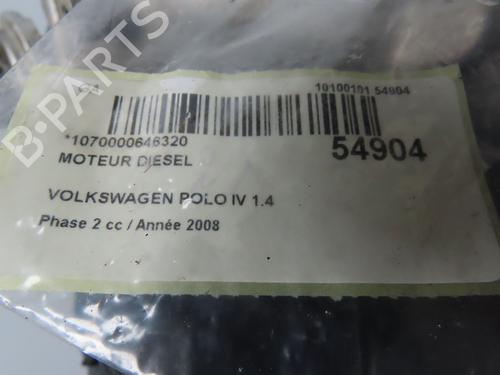 10100101 54904
*1070000646320
54904
MOTEUR DIESEL
VOLKSWAGEN POLO IV 1.4
Phase 2 cc / Année 2008
B-PARTS